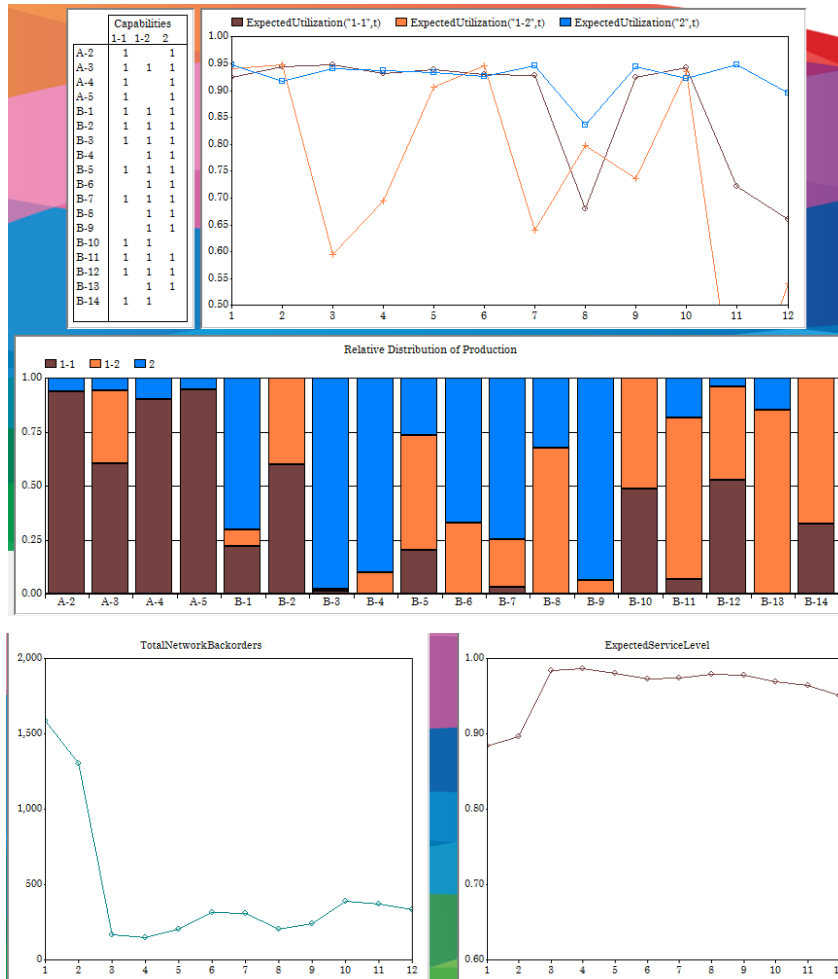 Capabilities
1-1 1-2 2
A-2 1 1
A-3 1 1 1
A-4 1 1
A-5 1 1
B-1 1 1 1
B-2 1 1 1
B-3 1 1 1
B-4 1 1
B-5 1 1 1
B-6 1 1
B-7 1 1 1
B-8 1 1
B-9 1 1
B-10 1 1
B-11 1 1 1
B-12 1 1 1
B-13 1 1
B-14 1 1
ExpectedUtilization("1-1",t) ExpectedUtilization("1-2",t) ExpectedUtilization("2",t)
1.00
0.95
0.90
0.85
0.80
0.75
0.70
0.65
0.60
0.55
0.50
1 2 3 4 5 6 7 8 9 10 11 12
Relative Distribution of Production
1-1 1-2 2
1.00
0.75
0.50
0.25
0.00
A-2 A-3 A-4 A-5 B-1 B-2 B-3 B-4 B-5 B-6 B-7 B-8 B-9 B-10 B-11 B-12 B-13 B-14
TotalNetworkBackorders
2,000
1,500
1,000
500
0
1 2 3 4 5 6 7 8 9 10 11 12
ExpectedServiceLevel
1.00
0.90
0.80
0.70
0.60
1 2 3 4 5 6 7 8 9 10 11